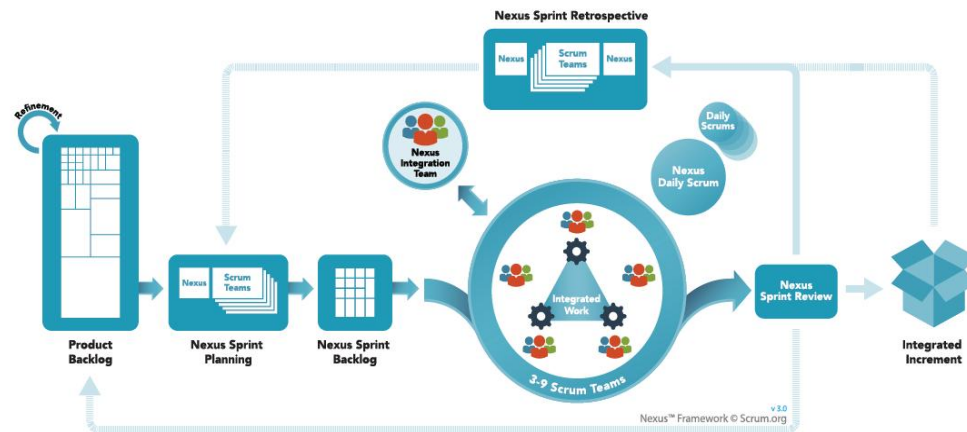 Nexus Sprint Retrospective
Nexus
Scrum
Teams
Nexus
Refinement
Nexus
Integration
Team
Daily
Scrums
Nexus
Daily Scrum
Nexus
Scrum
Teams
Integrated
Work
Nexus
Sprint Review
Product
Backlog
Nexus Sprint
Planning
Nexus Sprint
Backlog
3-9 Scrum Teams
Integrated
Increment
v 3.0
Nexus™ Framework © Scrum.org